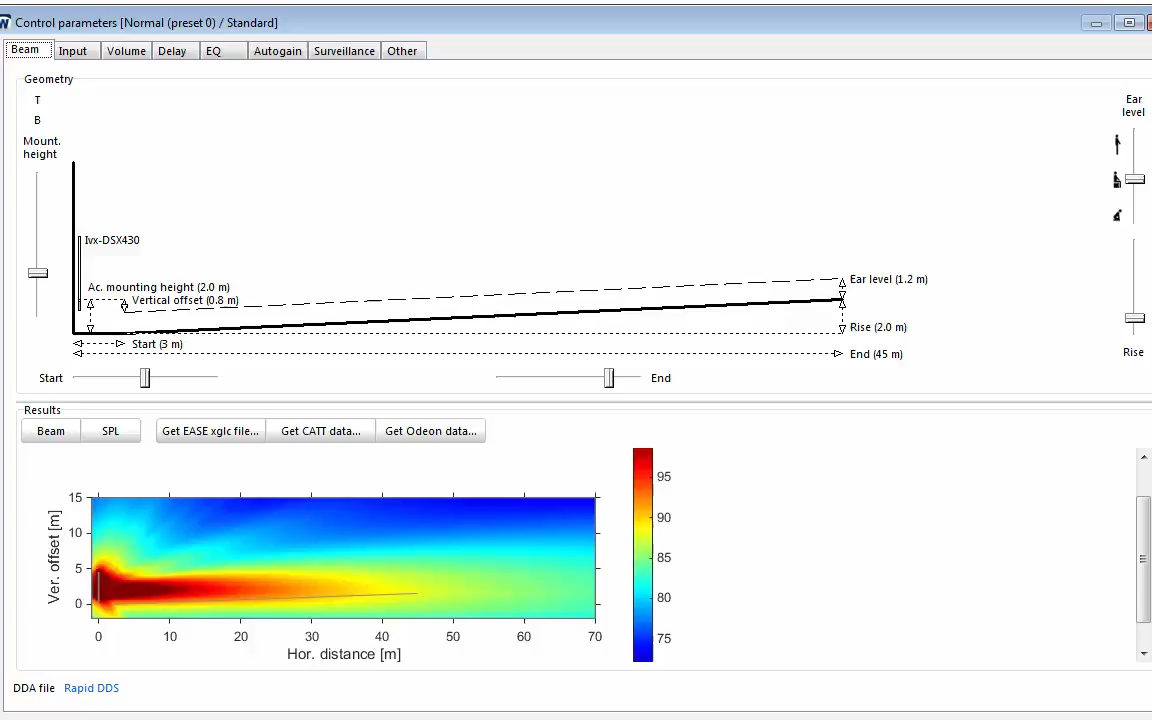 Control parameters [Normal (preset 0) / Standard]
Beam Input Volume Delay EQ Autogain Surveillance Other
Geometry
T
B
Mount.
height
Ear
level
Ivx-DSX430
Ac. mounting height (2.0 m)
Vertical offset (0.8 m)
Ear level (1.2 m)
Rise (2.0 m)
Start (3 m)
End (45 m)
Rise
Start
End
Results
Beam SPL Get EASE xglc file... Get CATT data... Get Odeon data...
15
10
5
0
Ver. offset [m]
0 10 20 30 40 50 60 70
Hor. distance [m]
95
90
85
80
75
DDA file Rapid DDS